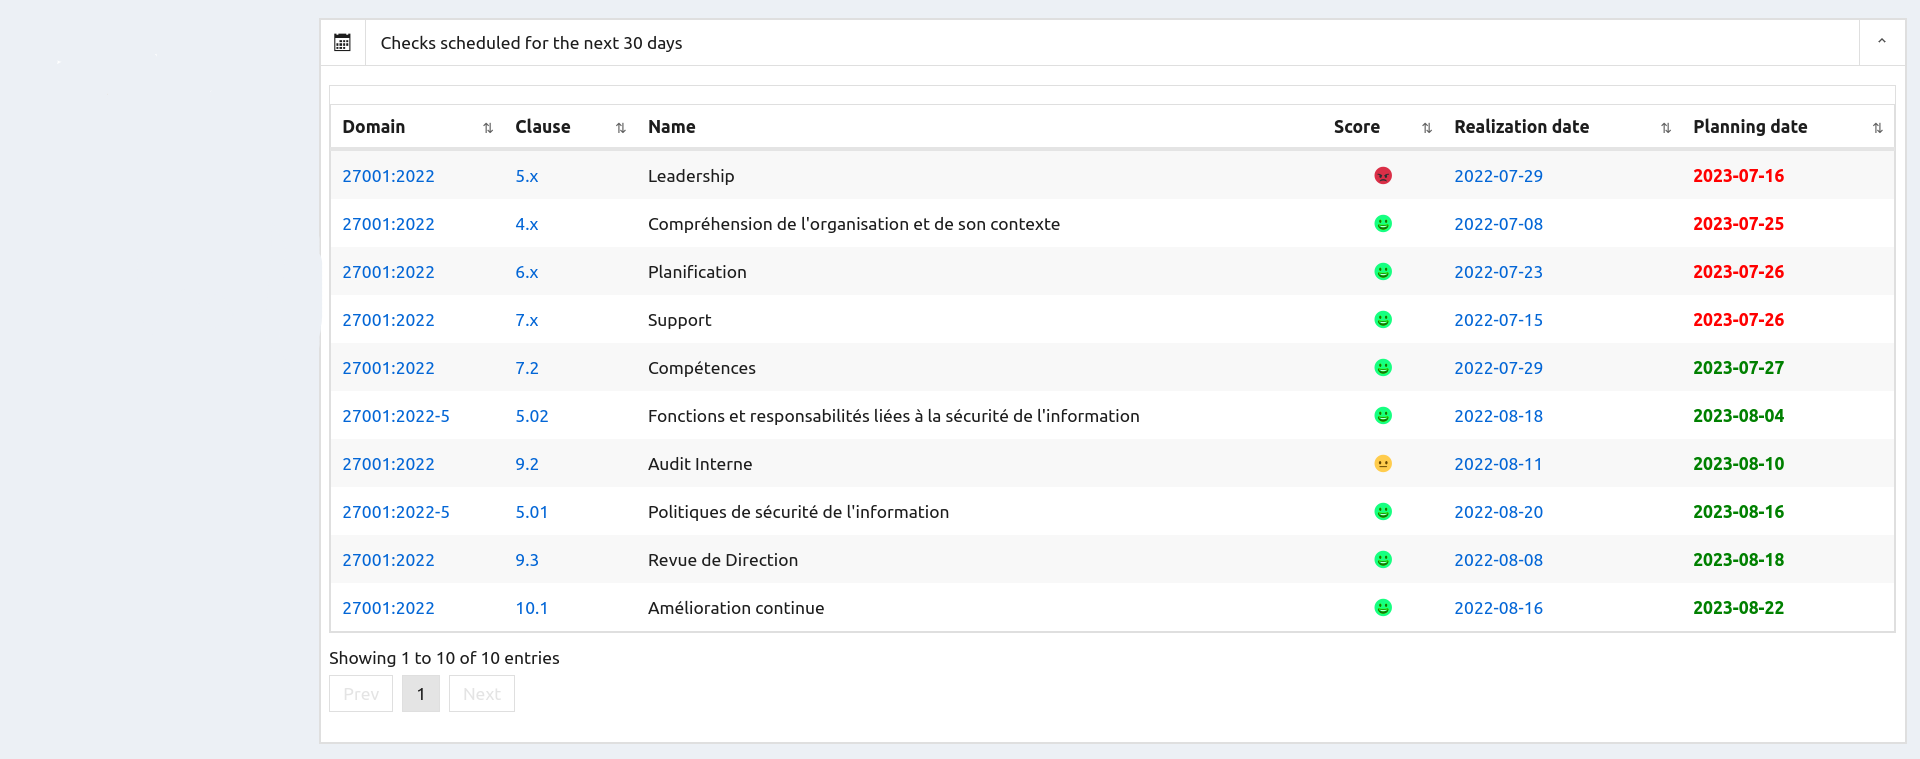 Checks scheduled for the next 30 days
Domain Clause Name Score Realization date Planning date
27001:2022 5.x Leadership 2022-07-29 2023-07-16
27001:2022 4.x Compréhension de l'organisation et de son contexte 2022-07-08 2023-07-25
27001:2022 6.x Planification 2022-07-23 2023-07-26
27001:2022 7.x Support 2022-07-15 2023-07-26
27001:2022 7.2 Compétences 2022-07-29 2023-07-27
27001:2022-5 5.02 Fonctions et responsabilités liées à la sécurité de l'information 2022-08-18 2023-08-04
27001:2022 9.2 Audit Interne 2022-08-11 2023-08-10
27001:2022-5 5.01 Politiques de sécurité de l'information 2022-08-20 2023-08-16
27001:2022 9.3 Revue de Direction 2022-08-08 2023-08-18
27001:2022 10.1 Amélioration continue 2022-08-16 2023-08-22
Showing 1 to 10 of 10 entries
Prev 1 Next